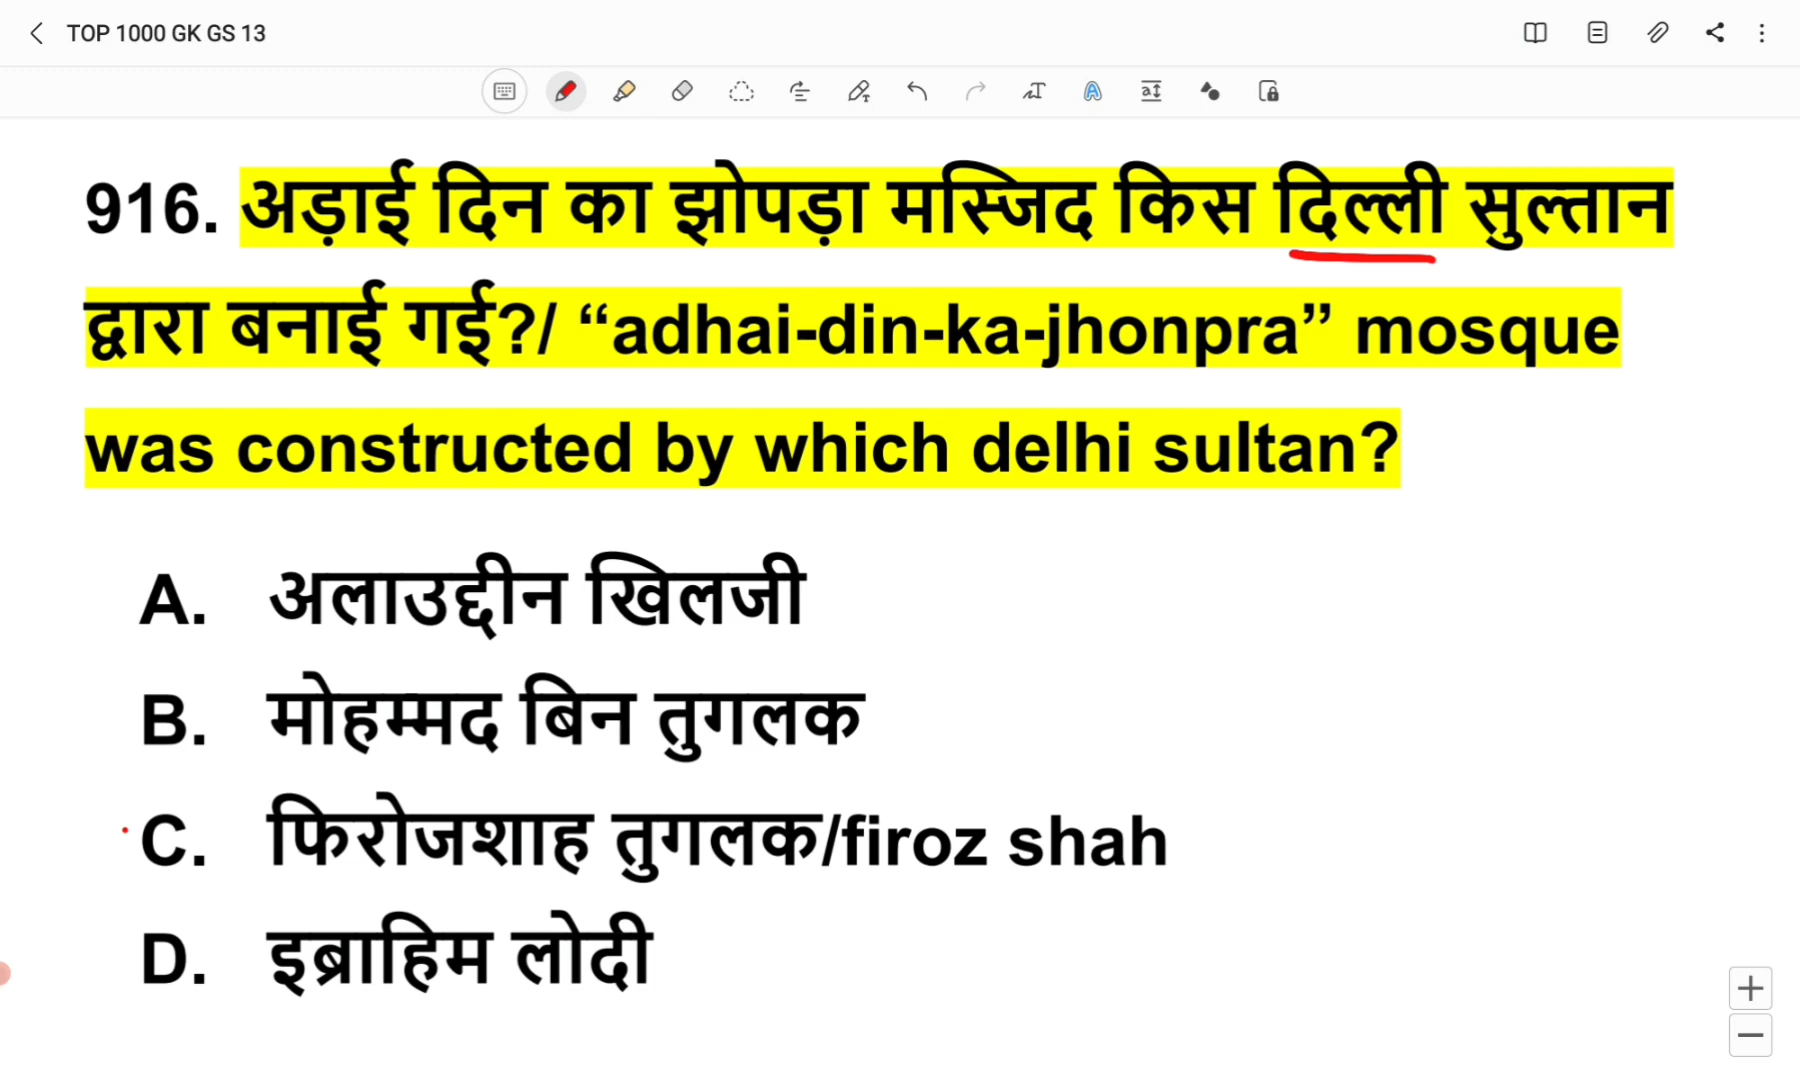 TOP 1000 GK GS 13
916. अड़ाई दिन का झोपड़ा मस्जिद किस दिल्ली सुल्तान
द्वारा बनाई गई?/ “adhai-din-ka-jhonpra” mosque
was constructed by which delhi sultan?
A. अलाउद्दीन खिलजी
B. मोहम्मद बिन तुगलक
C. फिरोजशाह तुगलक/firoz shah
D. इब्राहिम लोदी